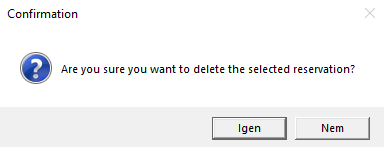 Confirmation
Are you sure you want to delete the selected reservation?
Igen Nem